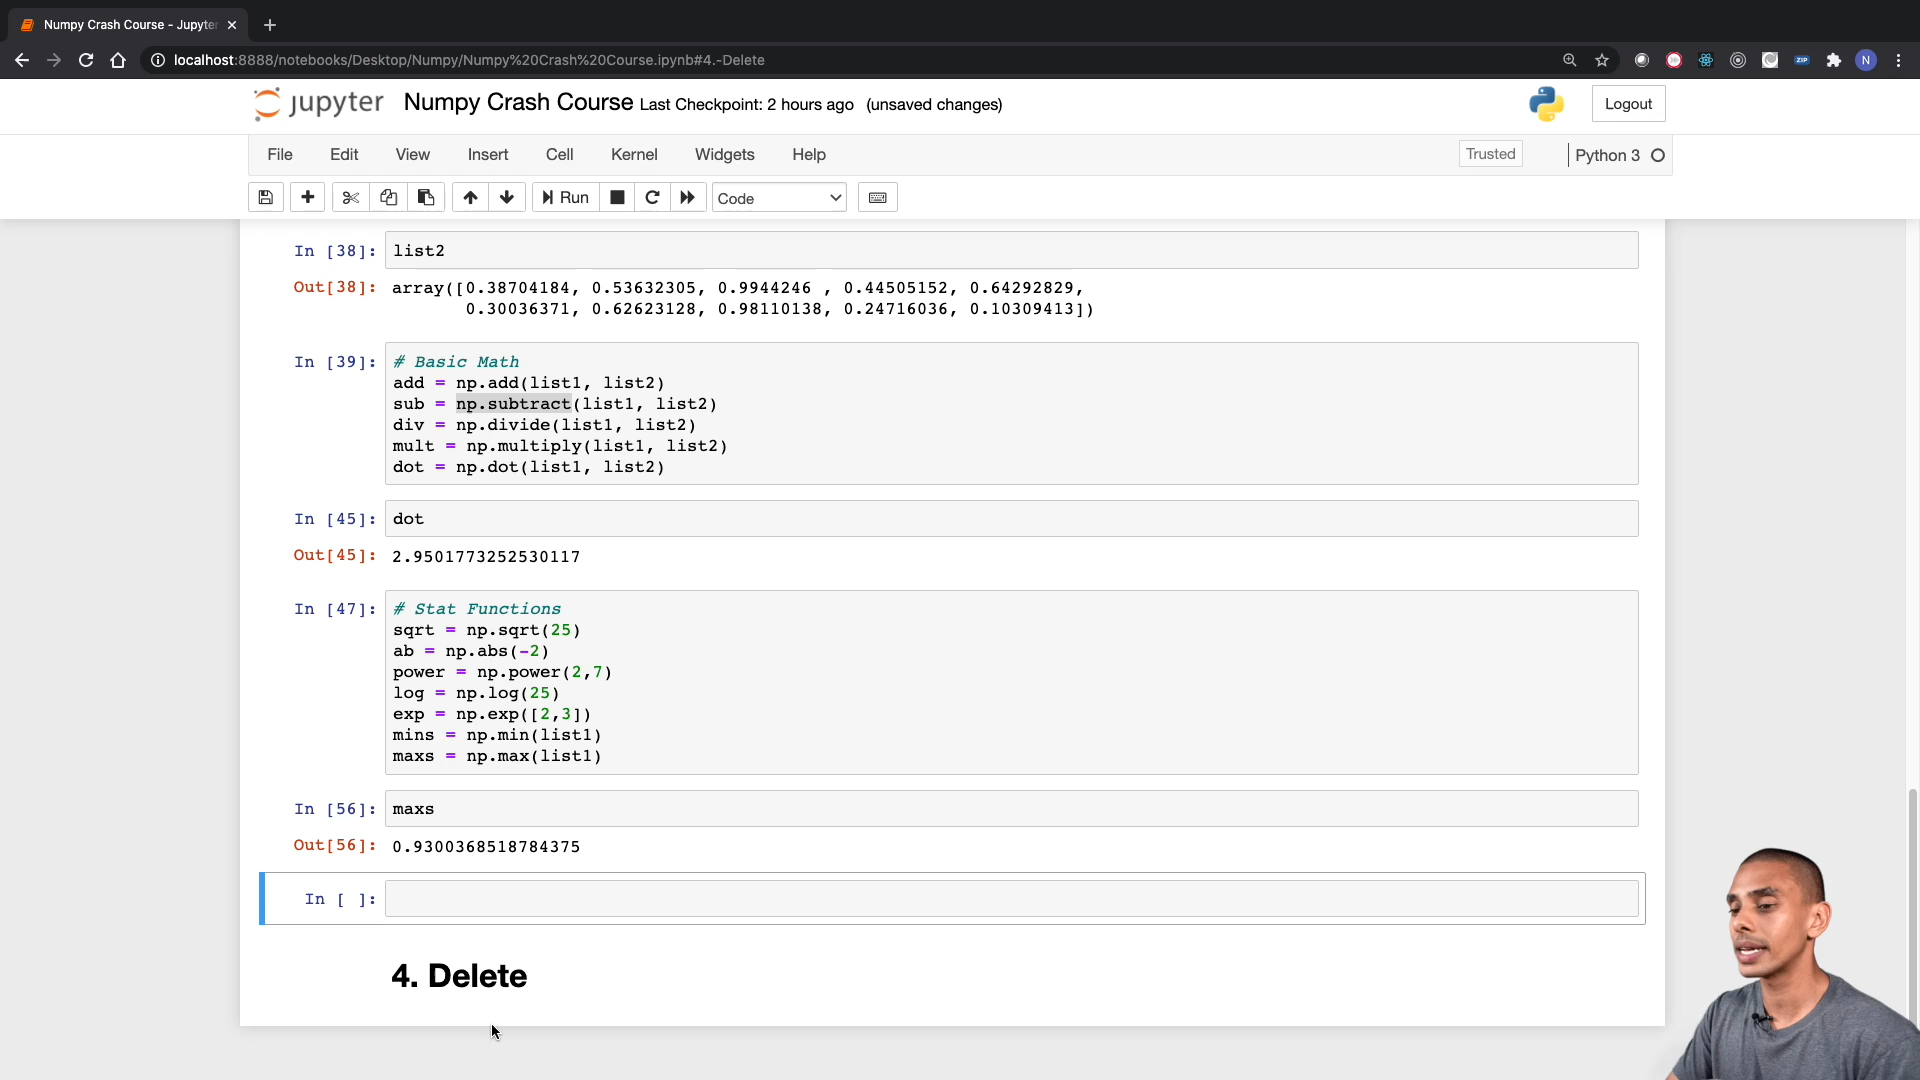 Numpy Crash Course - Jupyter
localhost:8888/notebooks/Desktop/Numpy/Numpy%20Crash%20Course.ipynb#4.-Delete
ZIP
N
jupyter Numpy Crash Course Last Checkpoint: 2 hours ago (unsaved changes)
Logout
File Edit View Insert Cell Kernel Widgets Help
Trusted
Python 3
Run
Code
In [38]: list2
Out[38]: array([0.38704184, 0.53632305, 0.9944246 , 0.44505152, 0.64292829,
0.30036371, 0.62623128, 0.98110138, 0.24716036, 0.10309413])
In [39]: # Basic Math
add = np.add(list1, list2)
sub = np.subtract(list1, list2)
div = np.divide(list1, list2)
mult = np.multiply(list1, list2)
dot = np.dot(list1, list2)
In [45]: dot
Out[45]: 2.9501773252530117
In [47]: # Stat Functions
sqrt = np.sqrt(25)
ab = np.abs(-2)
power = np.power(2,7)
log = np.log(25)
exp = np.exp([2,3])
mins = np.min(list1)
maxs = np.max(list1)
In [56]: maxs
Out[56]: 0.9300368518784375
In [ ]:
4. Delete